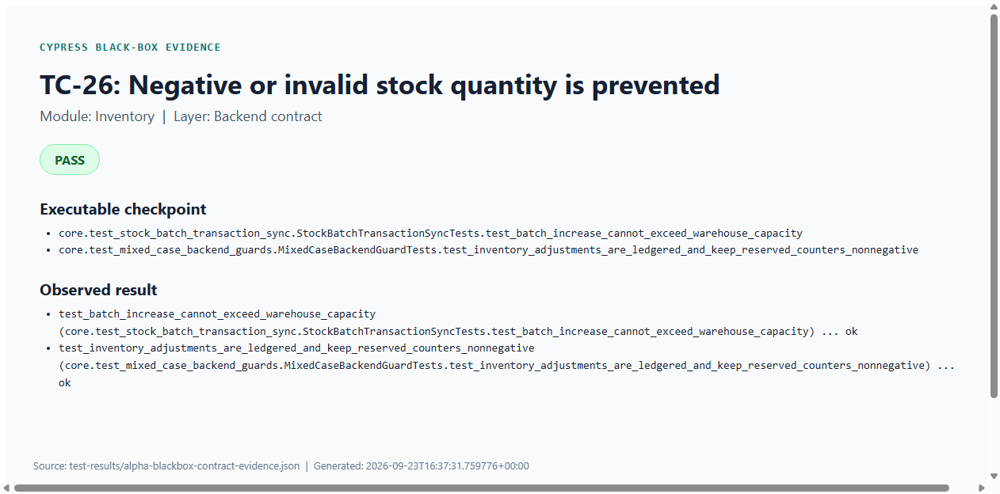 CYPRESS BLACK-BOX EVIDENCE
TC-26: Negative or invalid stock quantity is prevented
Module: Inventory | Layer: Backend contract
PASS
Executable checkpoint
• core.test_stock_batch_transaction_sync.StockBatchTransactionSyncTests.test_batch_increase_cannot_exceed_warehouse_capacity
• core.test_mixed_case_backend_guards.MixedCaseBackendGuardTests.test_inventory_adjustments_are_ledgered_and_keep_reserved_counters_nonnegative
Observed result
• test_batch_increase_cannot_exceed_warehouse_capacity
(core.test_stock_batch_transaction_sync.StockBatchTransactionSyncTests.test_batch_increase_cannot_exceed_warehouse_capacity) ... ok
• test_inventory_adjustments_are_ledgered_and_keep_reserved_counters_nonnegative
(core.test_mixed_case_backend_guards.MixedCaseBackendGuardTests.test_inventory_adjustments_are_ledgered_and_keep_reserved_counters_nonnegative) ...
ok
Source: test-results/alpha-blackbox-contract-evidence.json | Generated: 2026-09-23T16:37:31.759776+00:00